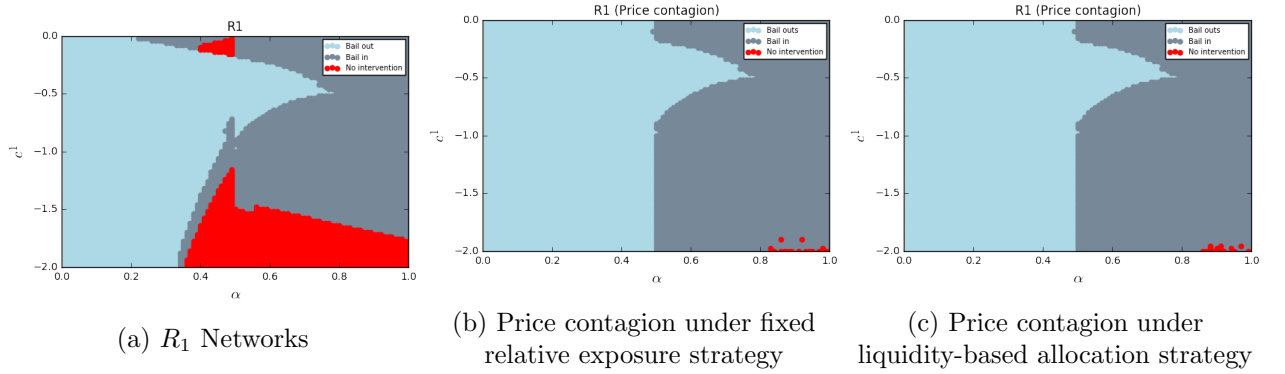 R1
0.0
−0.5
−1.0
−1.5
−2.0
c¹
0.0 0.2 0.4 0.6 0.8 1.0
α
Bail out
Bail in
No intervention
(a) R₁ Networks
R1 (Price contagion)
0.0
−0.5
−1.0
−1.5
−2.0
c¹
0.0 0.2 0.4 0.6 0.8 1.0
α
Bail outs
Bail in
No intervention
(b) Price contagion under fixed
relative exposure strategy
R1 (Price contagion)
0.0
−0.5
−1.0
−1.5
−2.0
c¹
0.0 0.2 0.4 0.6 0.8 1.0
α
Bail outs
Bail in
No intervention
(c) Price contagion under
liquidity-based allocation strategy